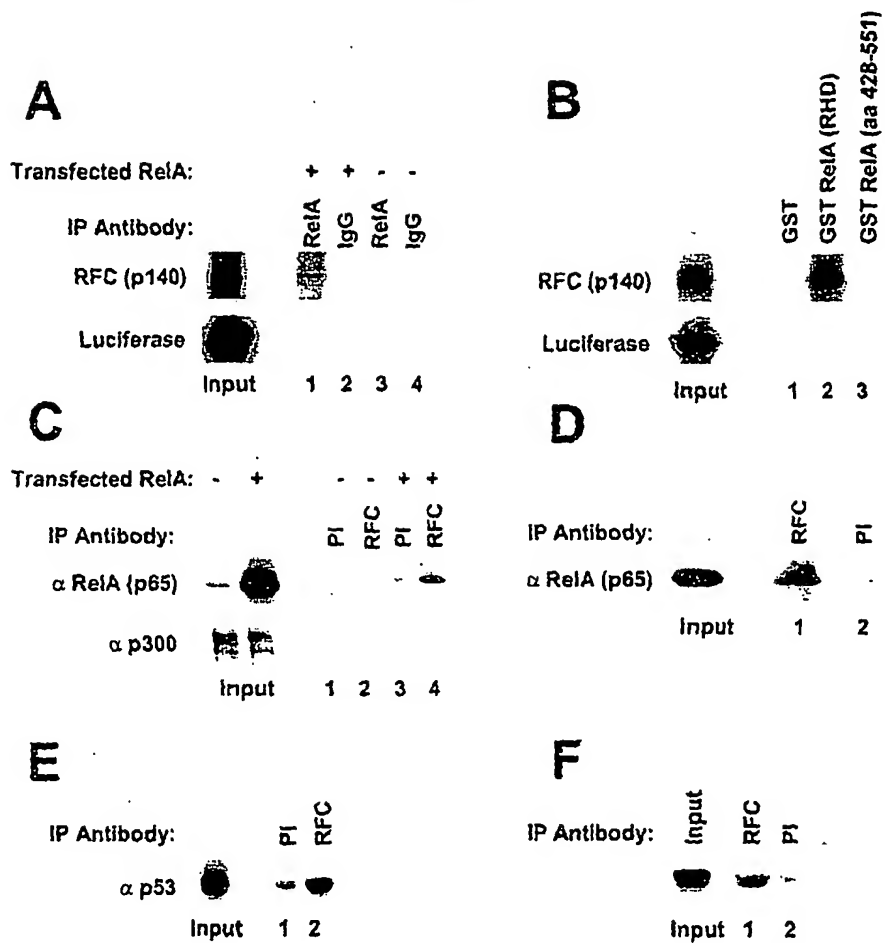 A
Transfected RelA: + + - -
IP Antibody: RelA IgG RelA IgG
RFC (p140)
Luciferase
Input 1 2 3 4
B
GST GST RelA (RHD) GST RelA (aa 428-551)
RFC (p140)
Luciferase
Input 1 2 3
C
Transfected RelA: - + - - + +
IP Antibody: PI RFC PI RFC
α RelA (p65)
α p300
Input 1 2 3 4
D
IP Antibody: RFC PI
α RelA (p65)
Input 1 2
E
IP Antibody: PI RFC
α p53
Input 1 2
F
IP Antibody: Input RFC PI
Input 1 2